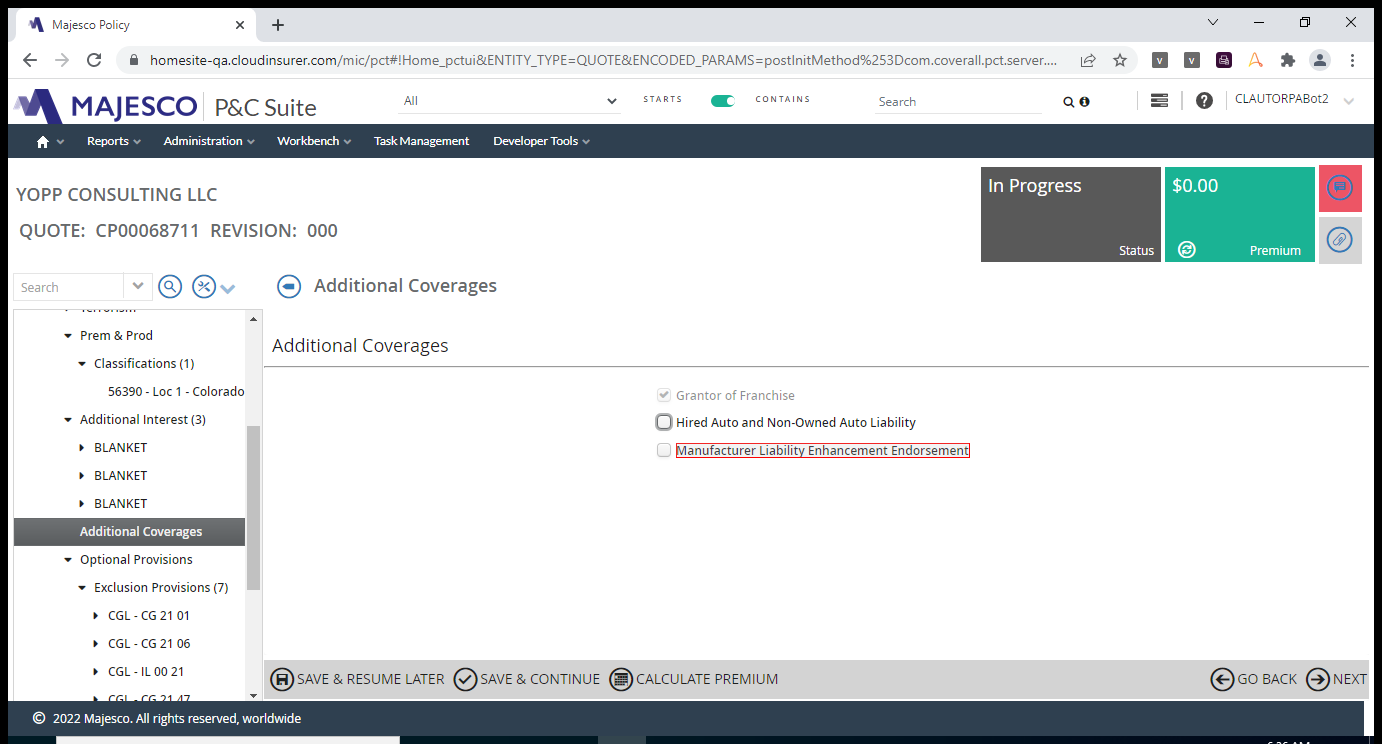 Majesco Policy
homesite-qa.cloudinsurer.com/mic/pct#!Home_pctui&ENTITY_TYPE=QUOTE&ENCODED_PARAMS=postInitMethod%253Dcom.coverall.pct.server....
MAJESCO P&C Suite
All
STARTS
CONTAINS
Search
CLAUTORPABot2
Reports
Administration
Workbench
Task Management
Developer Tools
YOPP CONSULTING LLC
QUOTE: CP00068711 REVISION: 000
In Progress
Status
$0.00
Premium
Search
Additional Coverages
Terrorism
Prem & Prod
Classifications (1)
56390 - Loc 1 - Colorado
Additional Interest (3)
BLANKET
BLANKET
BLANKET
Additional Coverages
Optional Provisions
Exclusion Provisions (7)
CGL - CG 21 01
CGL - CG 21 06
CGL - IL 00 21
CGL - CG 21 47
Additional Coverages
Grantor of Franchise
Hired Auto and Non-Owned Auto Liability
Manufacturer Liability Enhancement Endorsement
SAVE & RESUME LATER
SAVE & CONTINUE
CALCULATE PREMIUM
GO BACK
NEXT
© 2022 Majesco. All rights reserved, worldwide